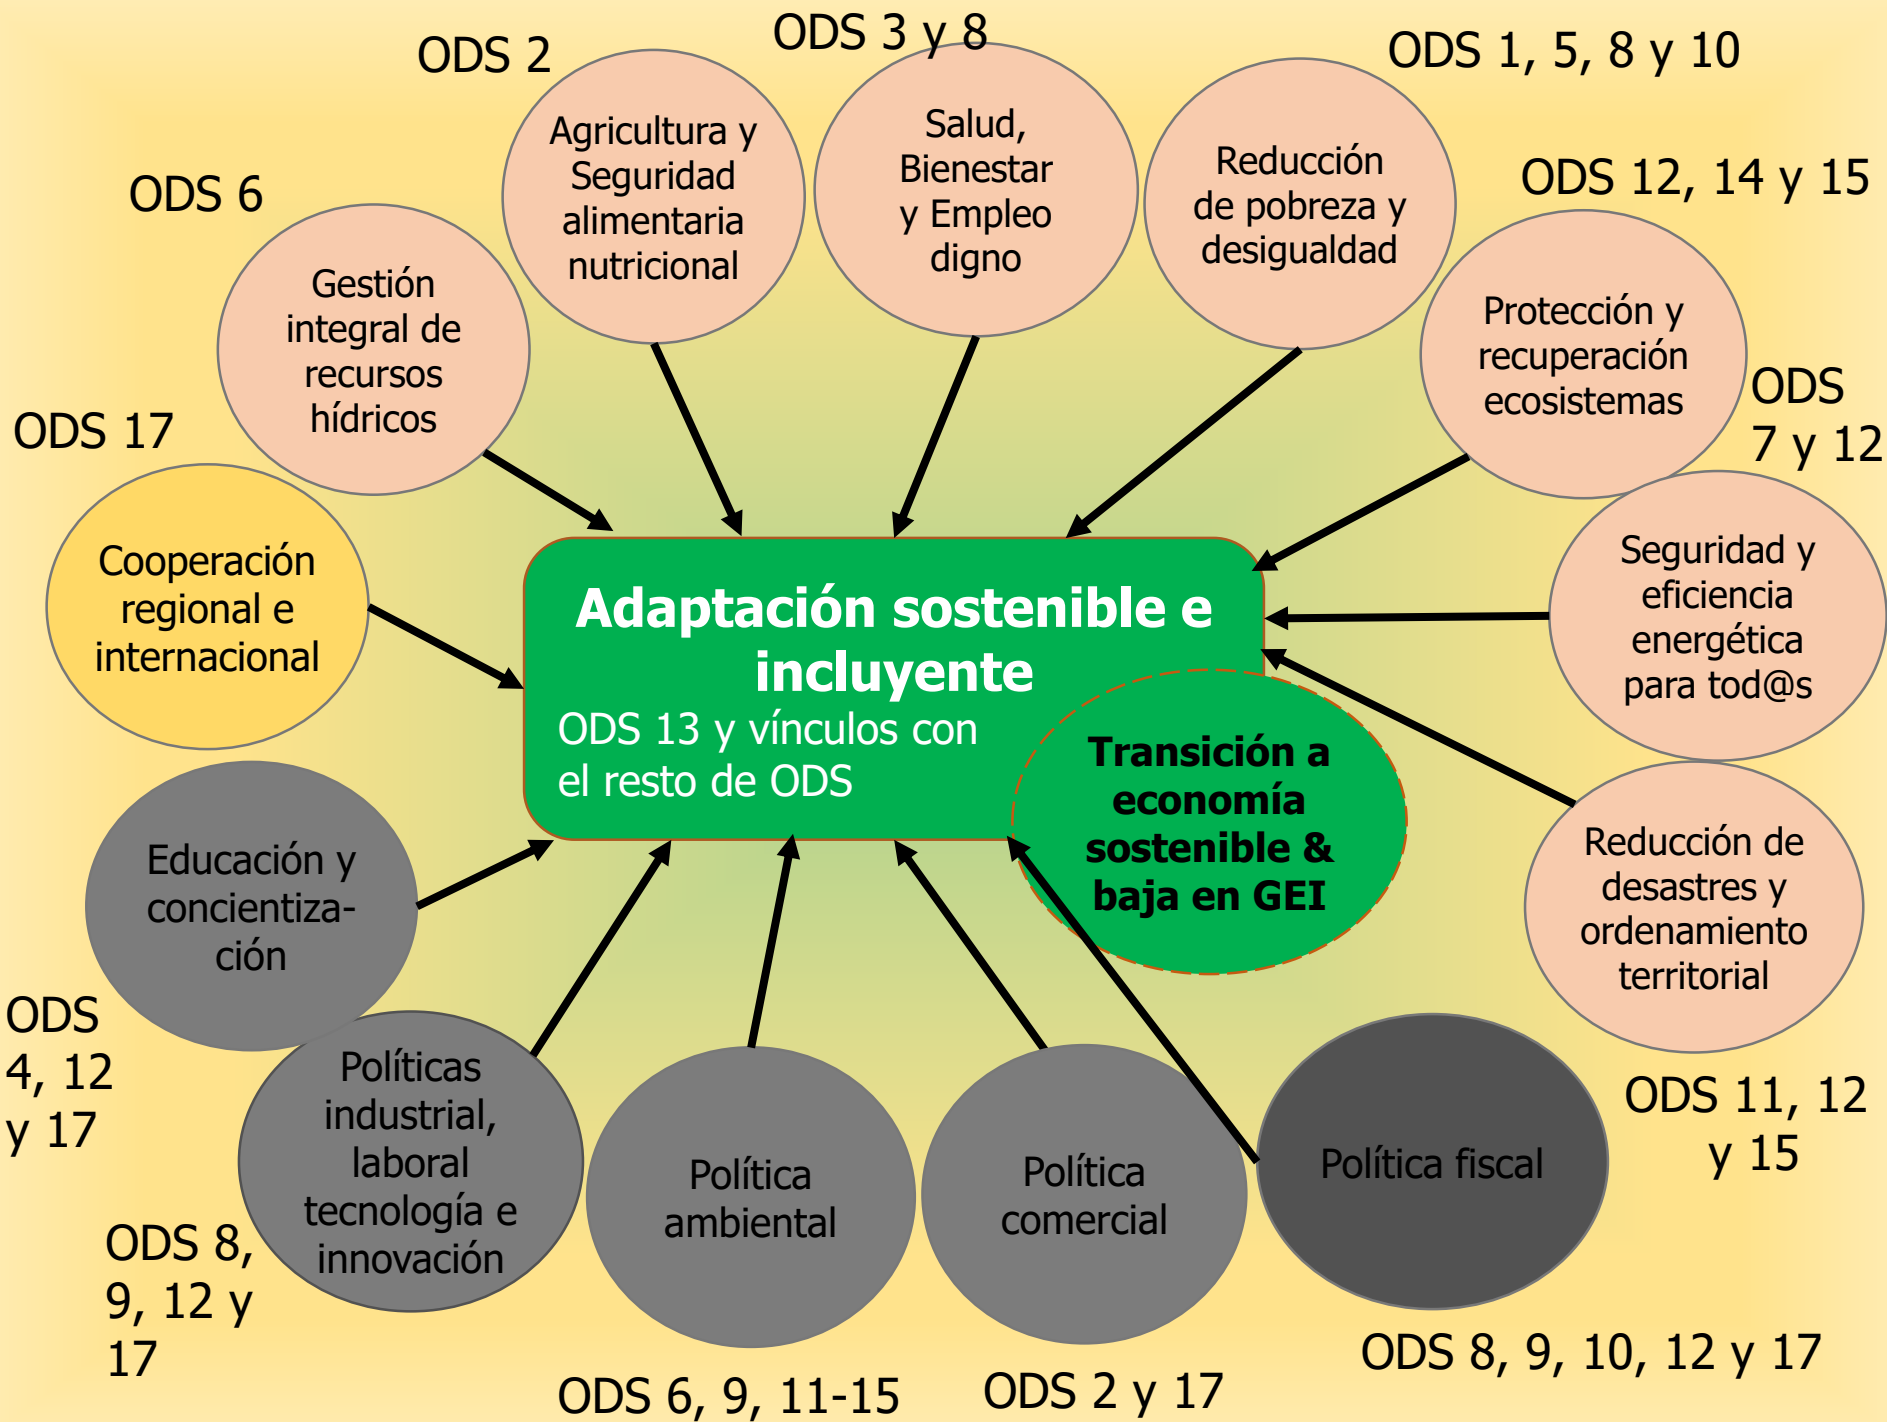 ODS 2
ODS 3 y 8
ODS 1, 5, 8 y 10
Agricultura y
Seguridad
alimentaria
nutricional
Salud,
Bienestar
y Empleo
digno
Reducción
de pobreza y
desigualdad
ODS 6
ODS 12, 14 y 15
Gestión
integral de
recursos
hídricos
Protección y
recuperación
ecosistemas
ODS
7 y 12
ODS 17
Cooperación
regional e
internacional
Seguridad y
eficiencia
energética
para tod@s
Adaptación sostenible e
incluyente
ODS 13 y vínculos con
el resto de ODS
Transición a
economía
sostenible &
baja en GEI
Educación y
concientiza-
ción
Reducción de
desastres y
ordenamiento
territorial
ODS
4, 12
y 17
Políticas
industrial,
laboral
tecnología e
innovación
Política
ambiental
Política
comercial
Política fiscal
ODS 11, 12
y 15
ODS 8,
9, 12 y
17
ODS 6, 9, 11-15
ODS 2 y 17
ODS 8, 9, 10, 12 y 17